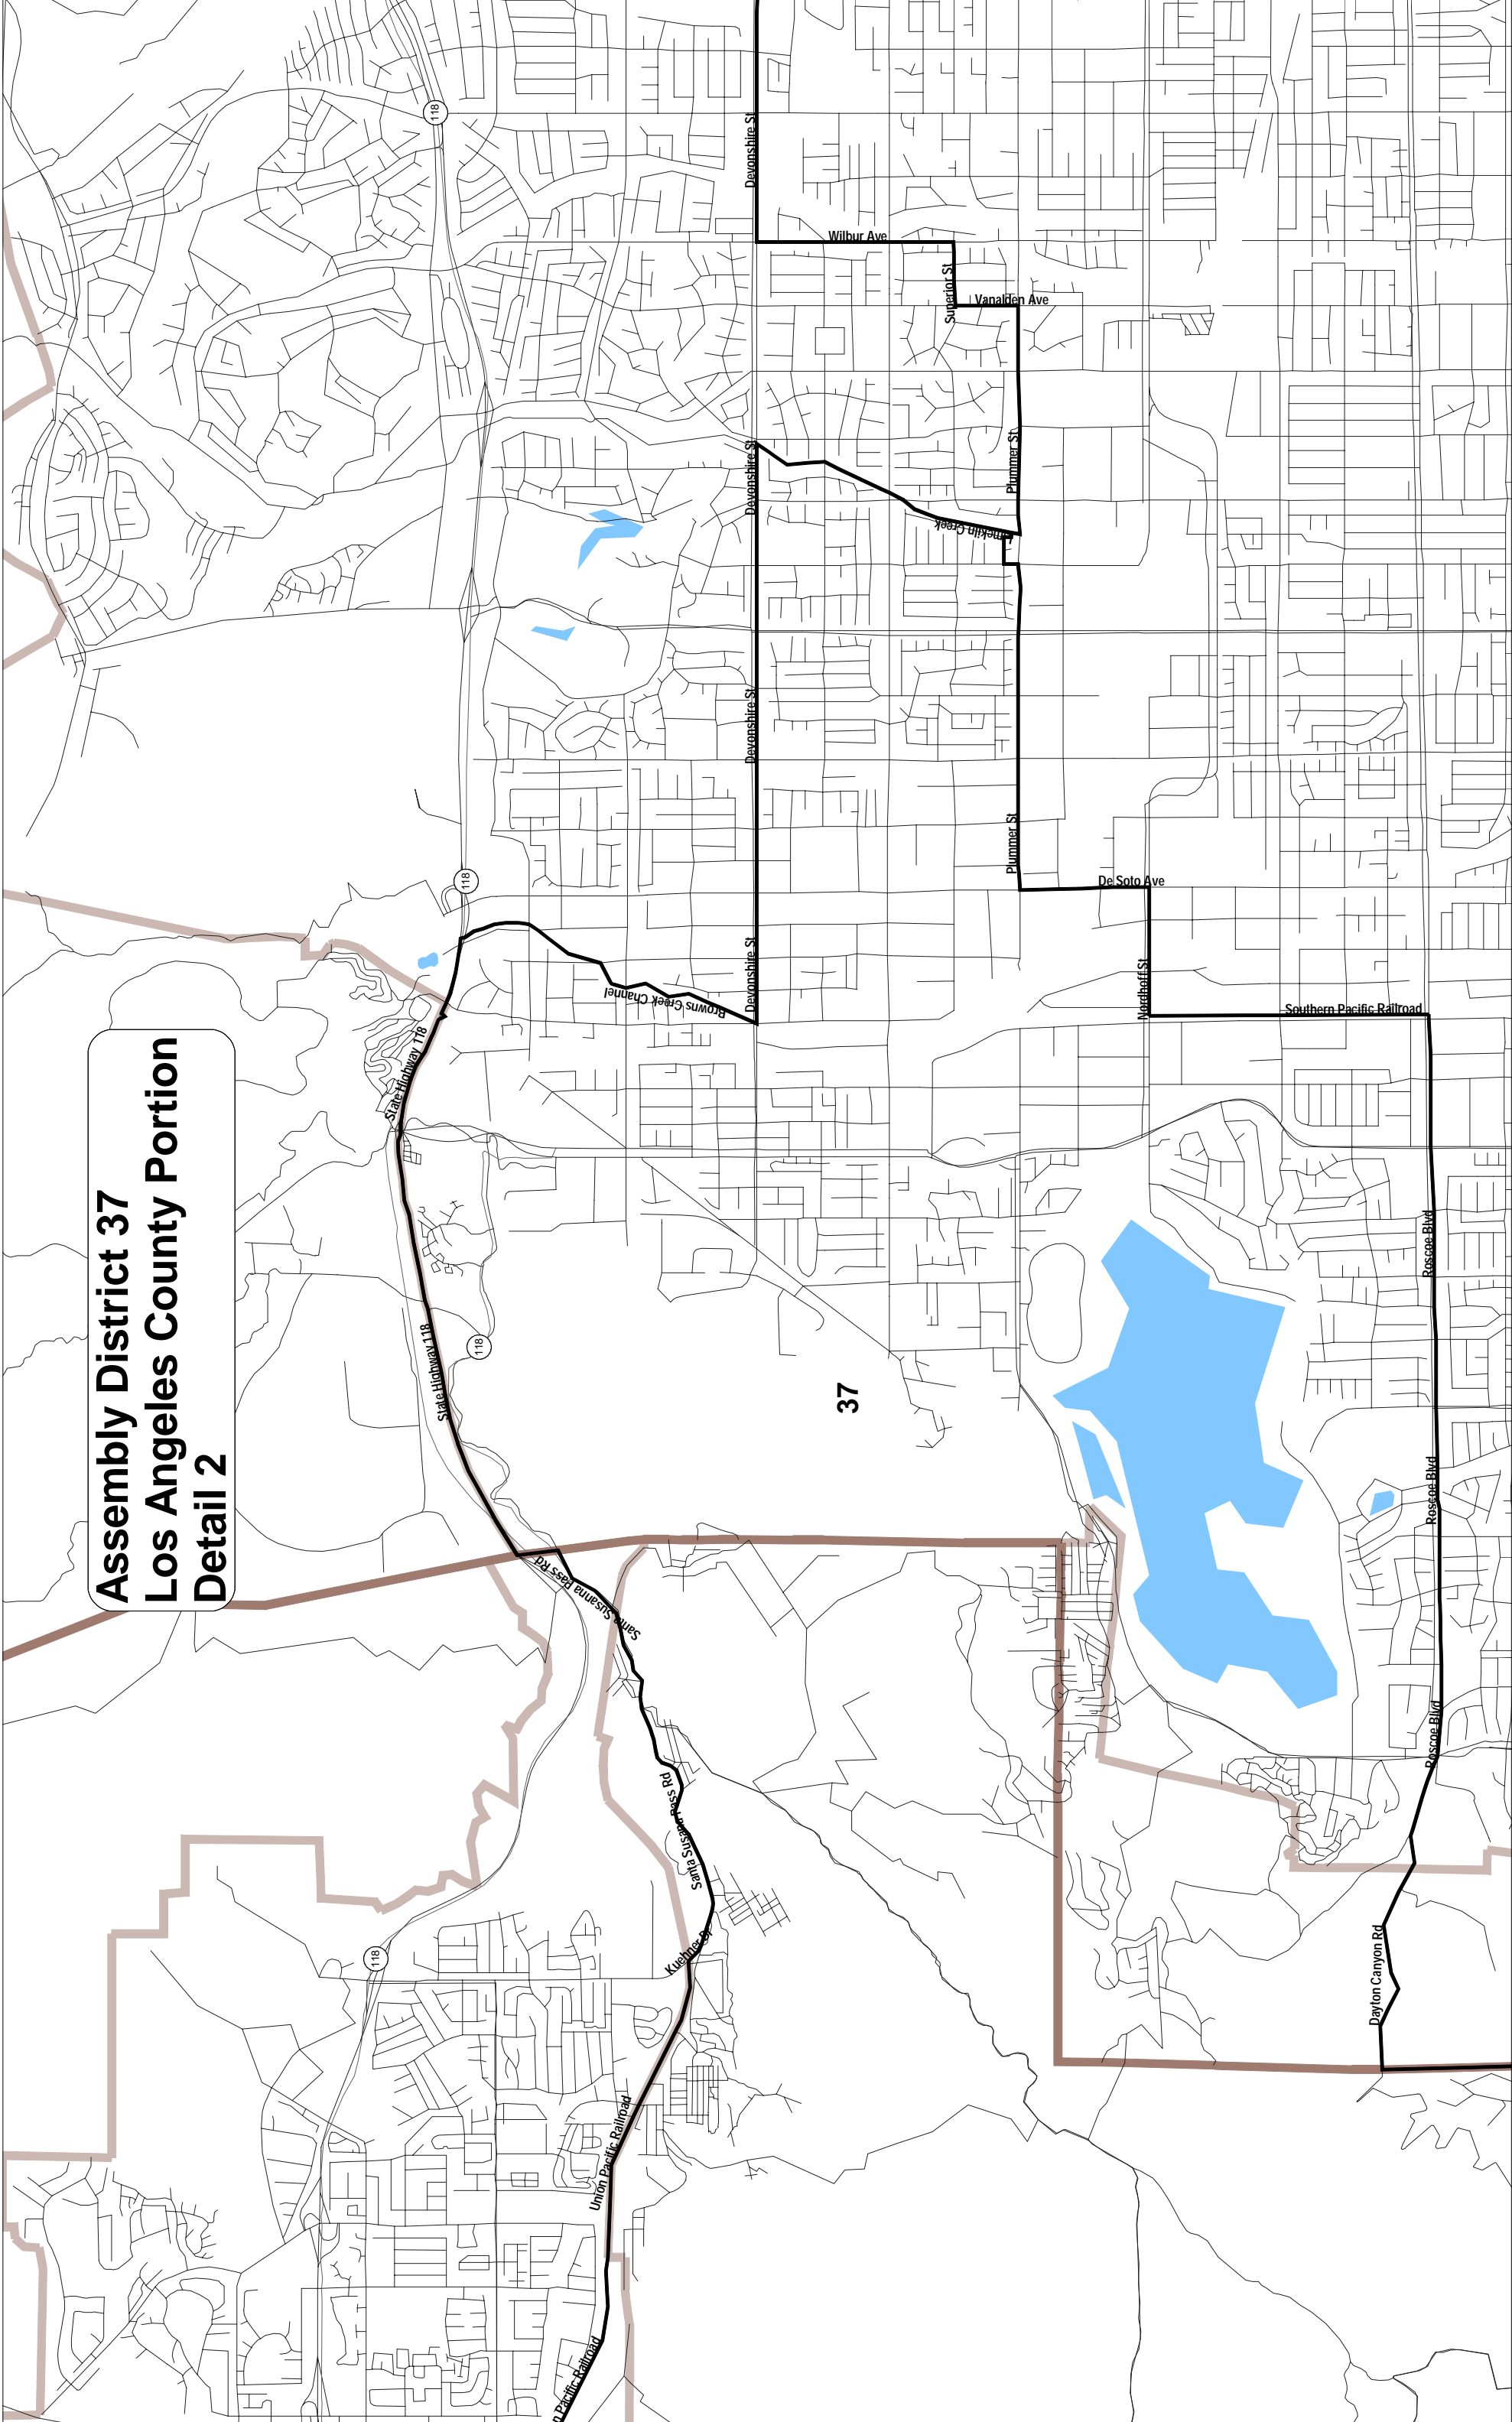 Assembly District 37
Los Angeles County Portion
Detail 2
118
118
118
118
State Highway 118
State Highway 118
Santa Susanna Pass Rd
Santa Susana Pass Rd
Kuehner Dr
Union Pacific Railroad
Pacific Railroad
Browns Creek Channel
Devonshire St
Devonshire St
Devonshire St
Devonshire St
Wilbur Ave
Superior St
Vanalden Ave
Plummer St
Limekiln Creek
Plummer St
De Soto Ave
Nordhoff St
Southern Pacific Railroad
Roscoe Blvd
Roscoe Blvd
Roscoe Blvd
Dayton Canyon Rd
37